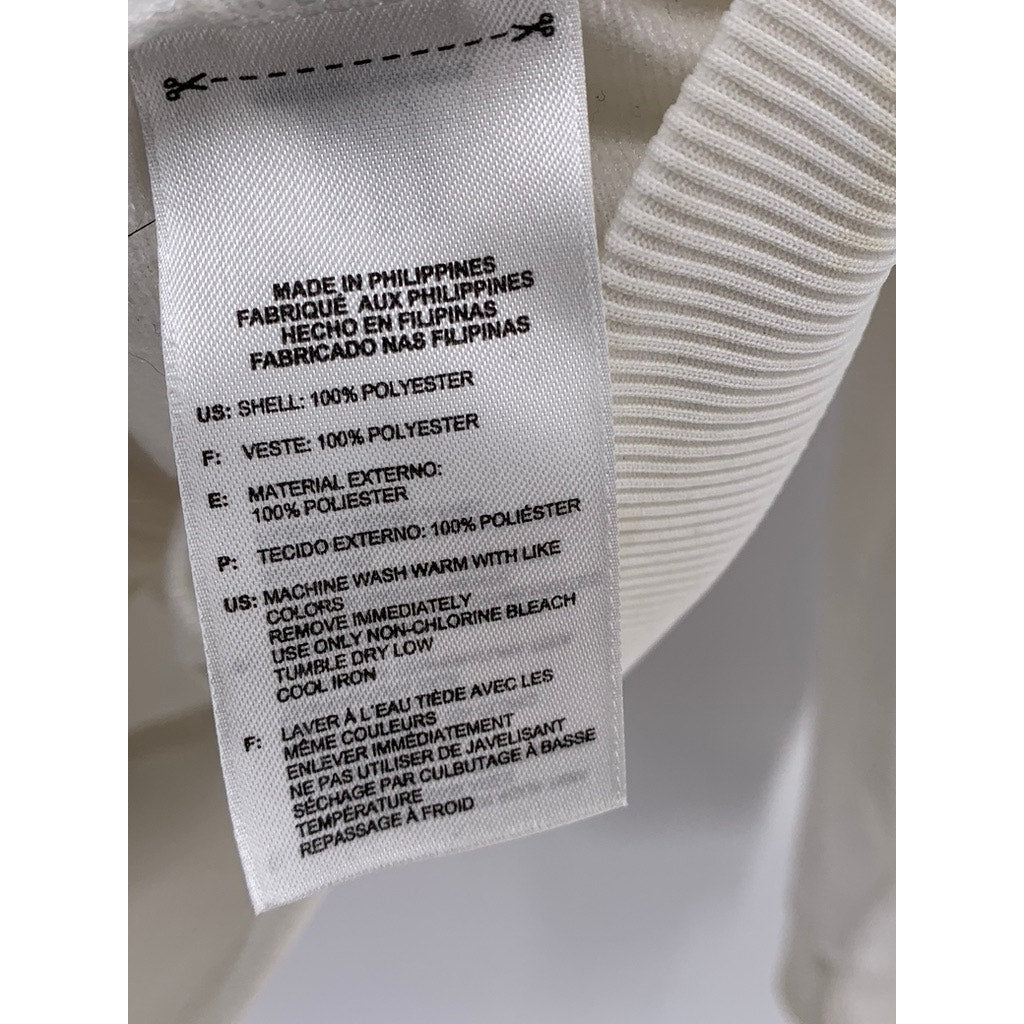 MADE IN PHILIPPINES
FABRIQUÉ AUX PHILIPPINES
HECHO EN FILIPINAS
FABRICADO NAS FILIPINAS
US: SHELL: 100% POLYESTER
F: VESTE: 100% POLYESTER
E: MATERIAL EXTERNO:
100% POLIESTER
P: TECIDO EXTERNO: 100% POLIÉSTER
US: MACHINE WASH WARM WITH LIKE
COLORS
REMOVE IMMEDIATELY
USE ONLY NON-CHLORINE BLEACH
TUMBLE DRY LOW
COOL IRON
F: LAVER À L'EAU TIÈDE AVEC LES
MÊME COULEURS
ENLEVER IMMÉDIATEMENT
NE PAS UTILISER DE JAVELISANT
SÉCHAGE PAR CULBUTAGE À BASSE
TEMPÉRATURE
REPASSAGE À FROID